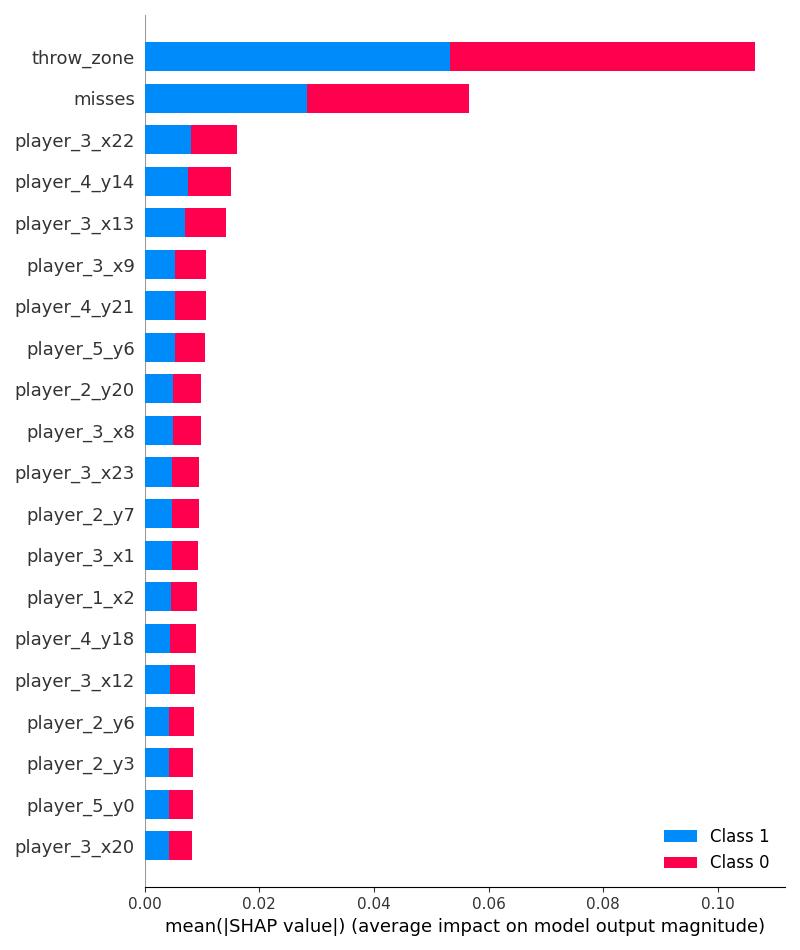 throw_zone
misses
player_3_x22
player_4_y14
player_3_x13
player_3_x9
player_4_y21
player_5_y6
player_2_y20
player_3_x8
player_3_x23
player_2_y7
player_3_x1
player_1_x2
player_4_y18
player_3_x12
player_2_y6
player_2_y3
player_5_y0
player_3_x20
Class 1
Class 0
0.00 0.02 0.04 0.06 0.08 0.10
mean(|SHAP value|) (average impact on model output magnitude)